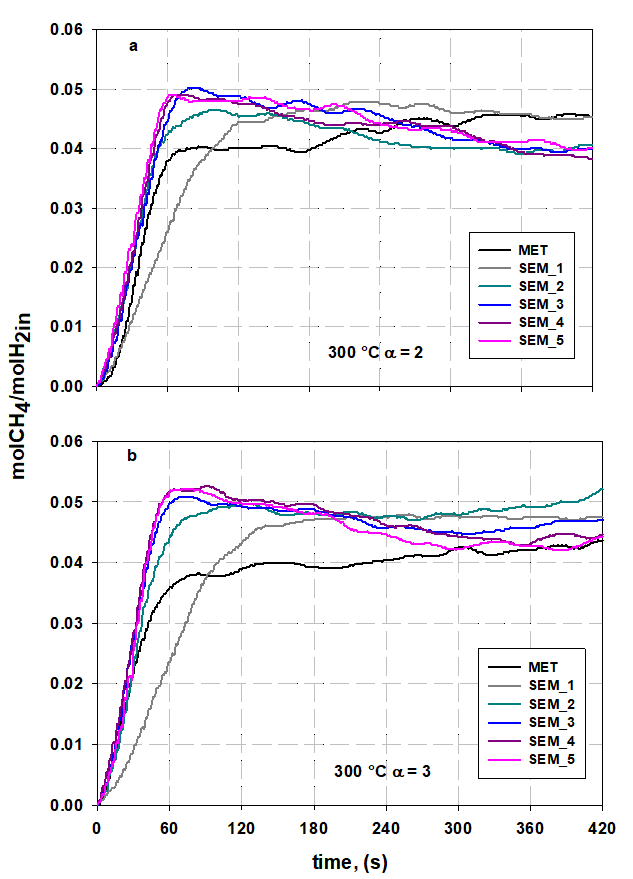 0.06
a
0.05
0.04
0.03
0.02
0.01
0.00
MET
SEM_1
SEM_2
SEM_3
SEM_4
SEM_5
300 °C α = 2
molCH4/molH2in
0.06
b
0.05
0.04
0.03
0.02
0.01
0.00
MET
SEM_1
SEM_2
SEM_3
SEM_4
SEM_5
300 °C α = 3
0 60 120 180 240 300 360 420
time, (s)